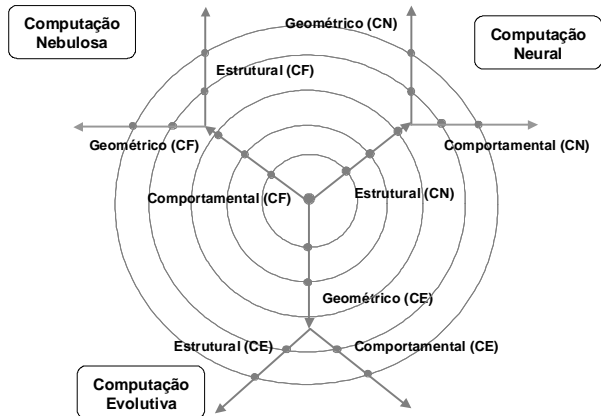 Computação
Nebulosa
Geométrico (CN)
Computação
Neural
Estrutural (CF)
Geométrico (CF)
Comportamental (CN)
Comportamental (CF)
Estrutural (CN)
Geométrico (CE)
Estrutural (CE)
Comportamental (CE)
Computação
Evolutiva